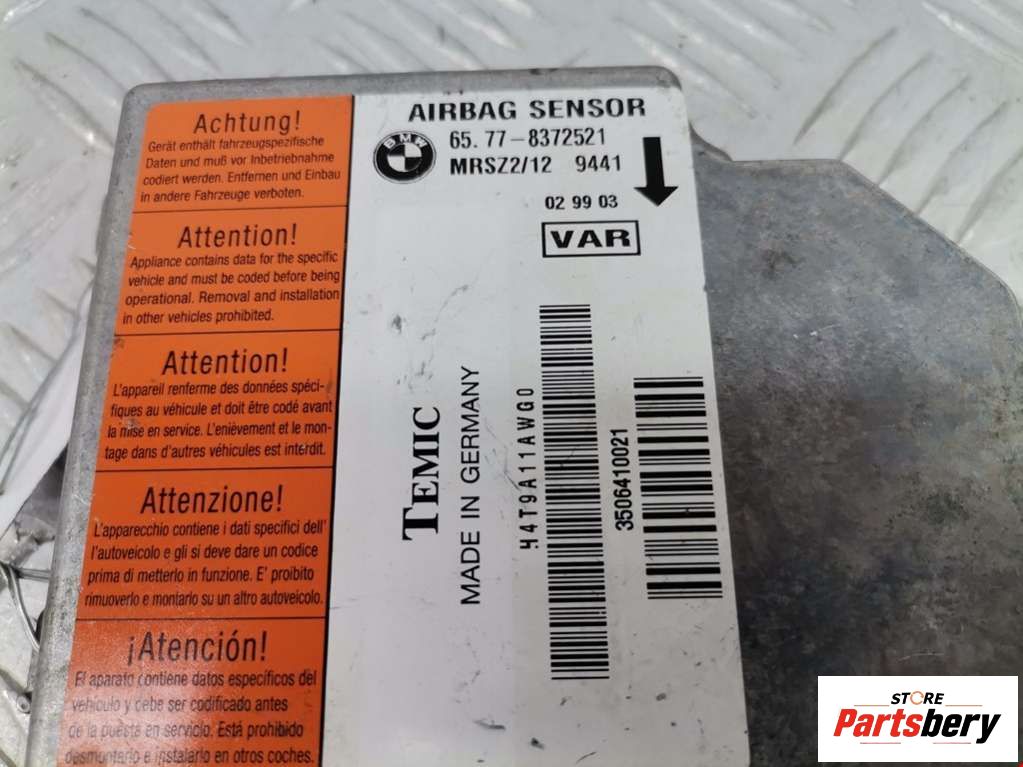 Achtung!
Gerät enthält fahrzeugspezifische
Daten und muß vor Inbetriebnahme
codiert werden. Entfernen und Einbau
in andere Fahrzeuge verboten.
Attention!
Appliance contains data for the specific
vehicle and must be coded before being
operational. Removal and installation
in other vehicles prohibited.
Attention!
L'appareil renferme des données spéci-
fiques au véhicule et doit être codé avant
la mise en service. L'enièvement et le mon-
tage dans d'autres véhicules est interdit.
Attenzione!
L'apparecchio contiene i dati specifici dell'
l'autoveicolo e gli si deve dare un codice
prima di metterlo in funzione. E' proibito
rimuoverlo e montarlo su un altro autoveicolo.
¡Atención!
El aparato contiene datos específicos del
vehículo y debe ser codificado antes
de la puesta en servicio. Está prohibido
desmontarlo e instalarlo en otros coches.
AIRBAG SENSOR
BMW
65.77-8372521
MRSZ2/12 9441
02 99 03
VAR
TEMIC
MADE IN GERMANY
44T9A11AWG0
3506410021
STORE
Partsbery